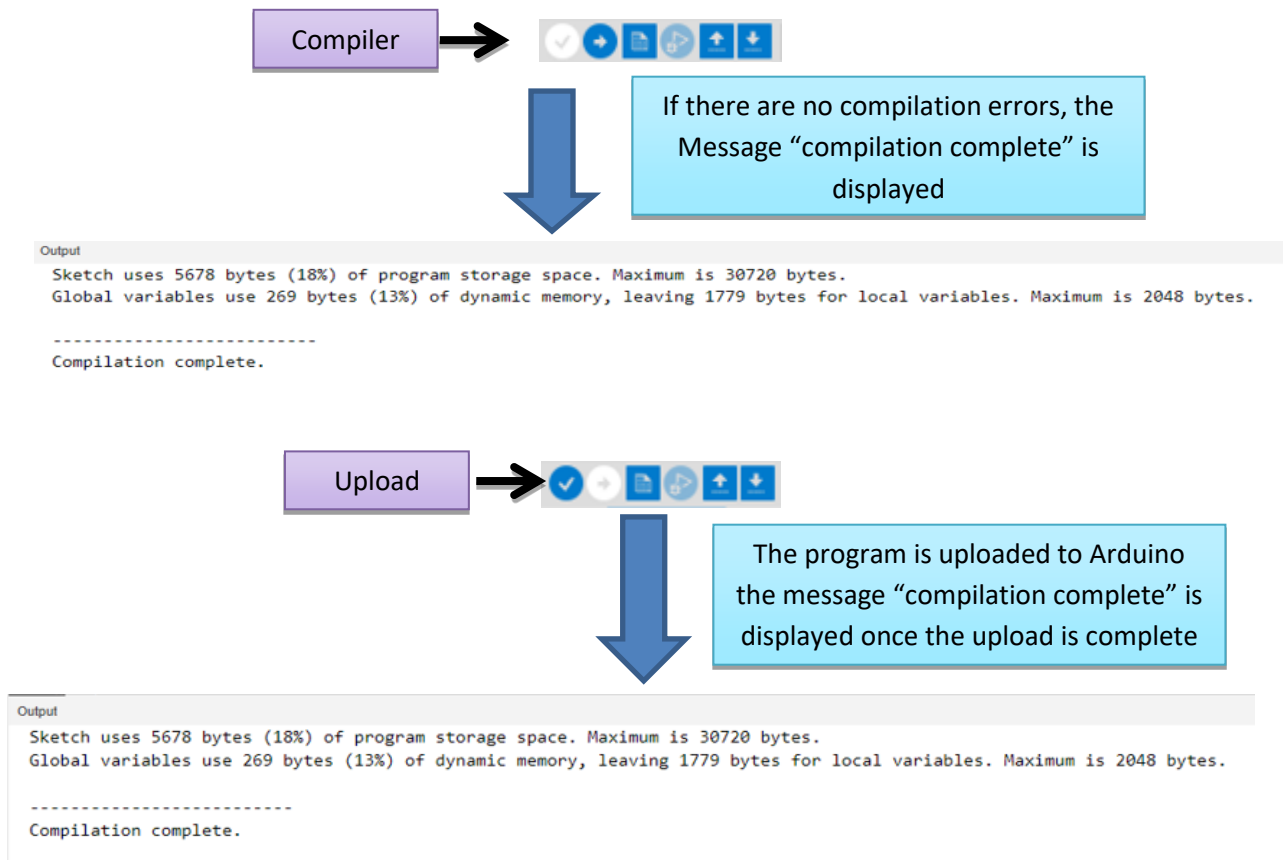 Compiler
If there are no compilation errors, the
Message “compilation complete” is
displayed
Output
Sketch uses 5678 bytes (18%) of program storage space. Maximum is 30720 bytes.
Global variables use 269 bytes (13%) of dynamic memory, leaving 1779 bytes for local variables. Maximum is 2048 bytes.
--------------------------
Compilation complete.
Upload
The program is uploaded to Arduino
the message “compilation complete” is
displayed once the upload is complete
Output
Sketch uses 5678 bytes (18%) of program storage space. Maximum is 30720 bytes.
Global variables use 269 bytes (13%) of dynamic memory, leaving 1779 bytes for local variables. Maximum is 2048 bytes.
--------------------------
Compilation complete.